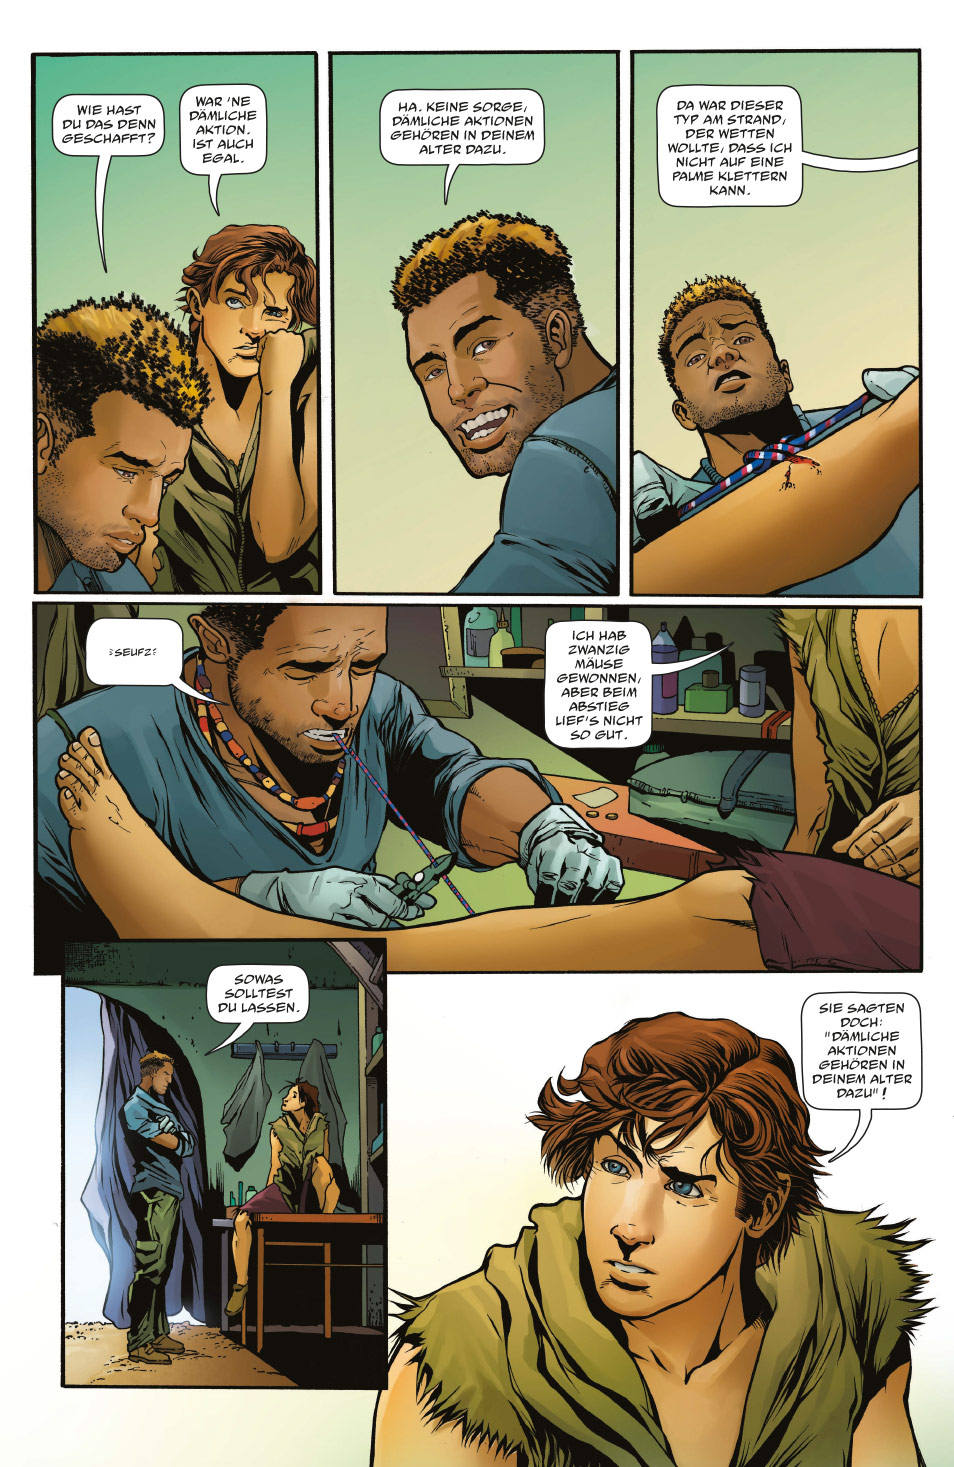 WIE HAST
DU DAS DENN
GESCHAFFT?
WAR 'NE
DÄMLICHE
AKTION.
IST AUCH
EGAL.
HA. KEINE SORGE,
DÄMLICHE AKTIONEN
GEHÖREN IN DEINEM
ALTER DAZU.
DA WAR DIESER
TYP AM STRAND,
DER WETTEN
WOLLTE, DASS ICH
NICHT AUF EINE
PALME KLETTERN
KANN.
SEUFZ
ICH HAB
ZWANZIG
MÄUSE
GEWONNEN,
ABER BEIM
ABSTIEG
LIEF'S NICHT
SO GUT.
SOWAS
SOLLTEST
DU LASSEN.
SIE SAGTEN
DOCH:
"DÄMLICHE
AKTIONEN
GEHÖREN IN
DEINEM ALTER
DAZU"!